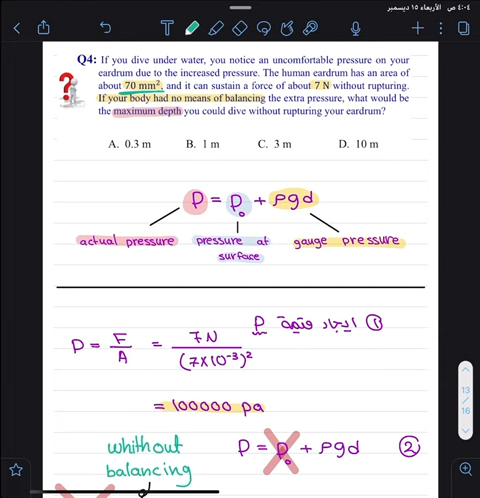 ٤:٠٤ ص الأربعاء ١٥ ديسمبر
Q4: If you dive under water, you notice an uncomfortable pressure on your
eardrum due to the increased pressure. The human eardrum has an area of
about 70 mm², and it can sustain a force of about 7 N without rupturing.
If your body had no means of balancing the extra pressure, what would be
the maximum depth you could dive without rupturing your eardrum?
A. 0.3 m B. 1 m C. 3 m D. 10 m
P = P₀ + ρgd
actual pressure pressure at gauge pressure
surface
① ايجاد قيمة P
P = F/A = 7N/(7×10⁻³)²
= 100000 pa
whithout
balancing
② P = P₀ + ρgd
13
/
16